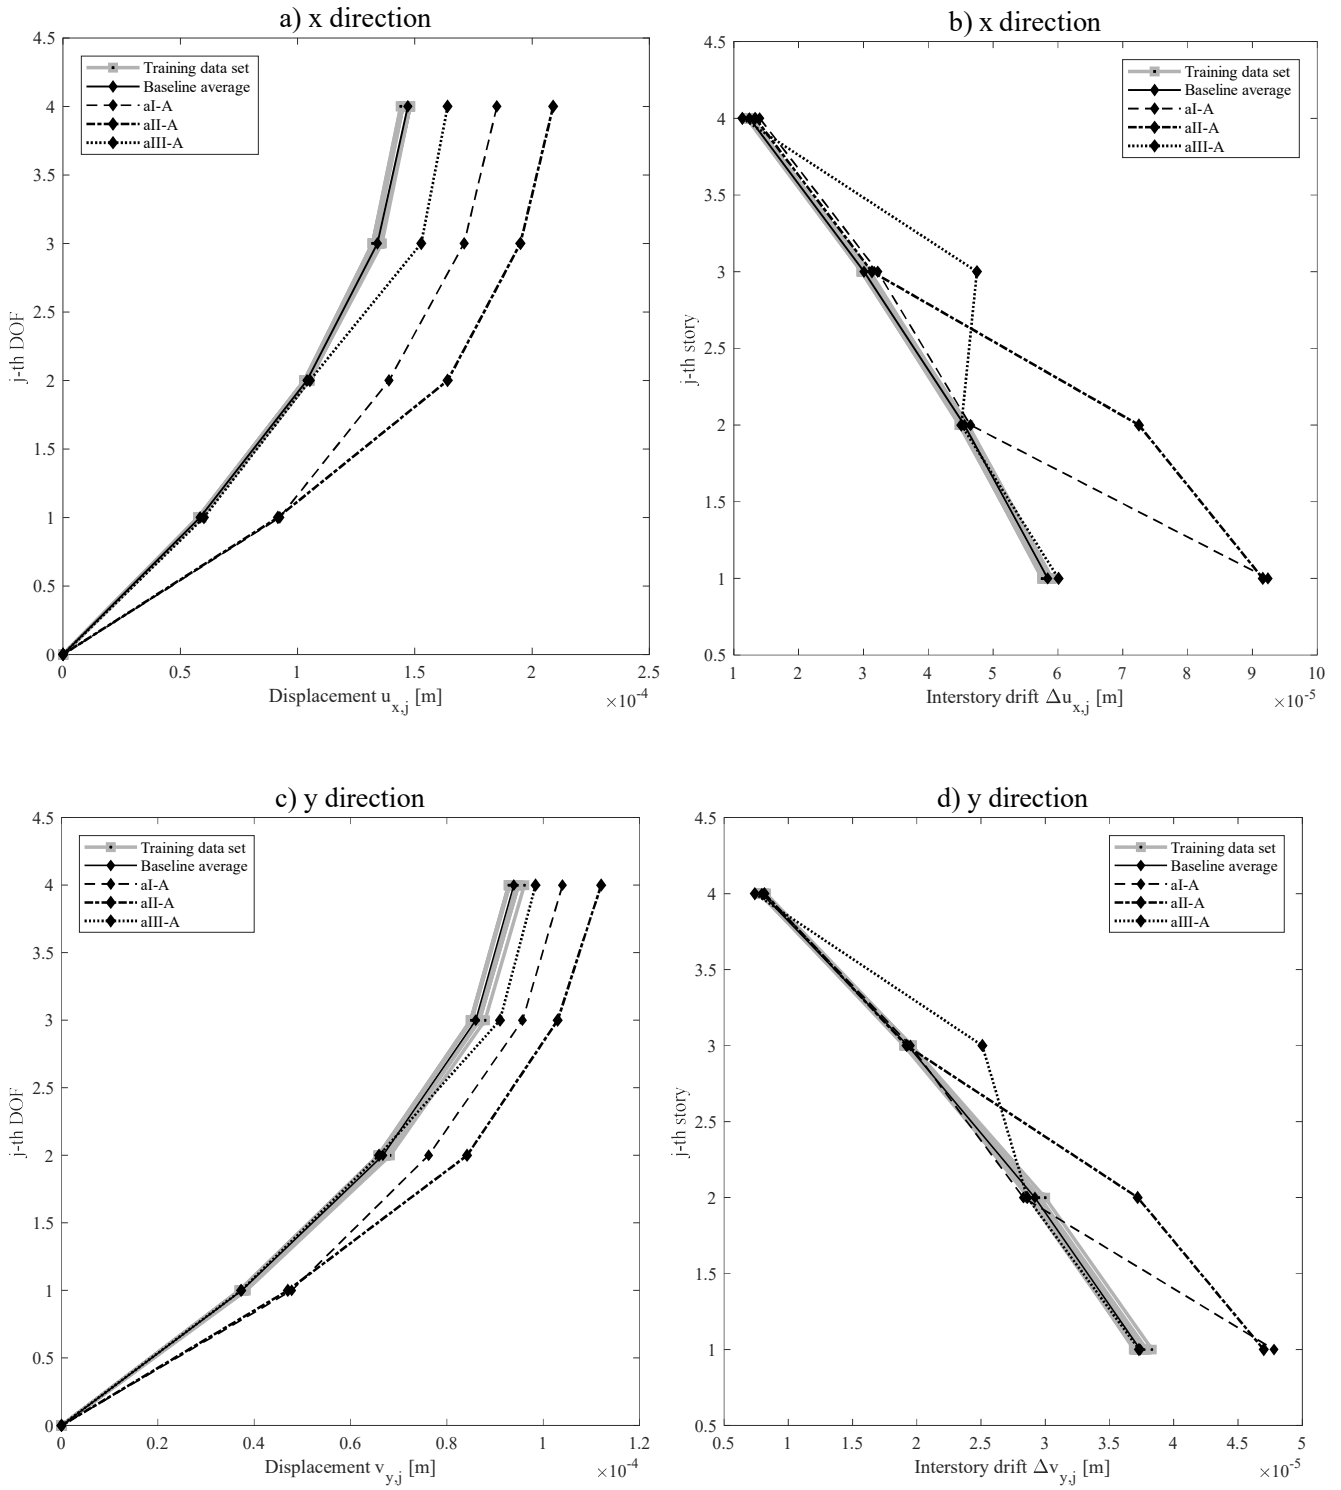 a) x direction
4.5
4
3.5
3
2.5
2
1.5
1
0.5
0
j-th DOF
Training data set
Baseline average
aI-A
aII-A
aIII-A
0 0.5 1 1.5 2 2.5
Displacement u_x,j [m]
×10^-4
b) x direction
4.5
4
3.5
3
2.5
2
1.5
1
0.5
j-th story
Training data set
Baseline average
aI-A
aII-A
aIII-A
1 2 3 4 5 6 7 8 9 10
Interstory drift Δu_x,j [m]
×10^-5
c) y direction
4.5
4
3.5
3
2.5
2
1.5
1
0.5
0
j-th DOF
Training data set
Baseline average
aI-A
aII-A
aIII-A
0 0.2 0.4 0.6 0.8 1 1.2
Displacement v_y,j [m]
×10^-4
d) y direction
4.5
4
3.5
3
2.5
2
1.5
1
0.5
j-th story
Training data set
Baseline average
aI-A
aII-A
aIII-A
0.5 1 1.5 2 2.5 3 3.5 4 4.5 5
Interstory drift Δv_y,j [m]
×10^-5